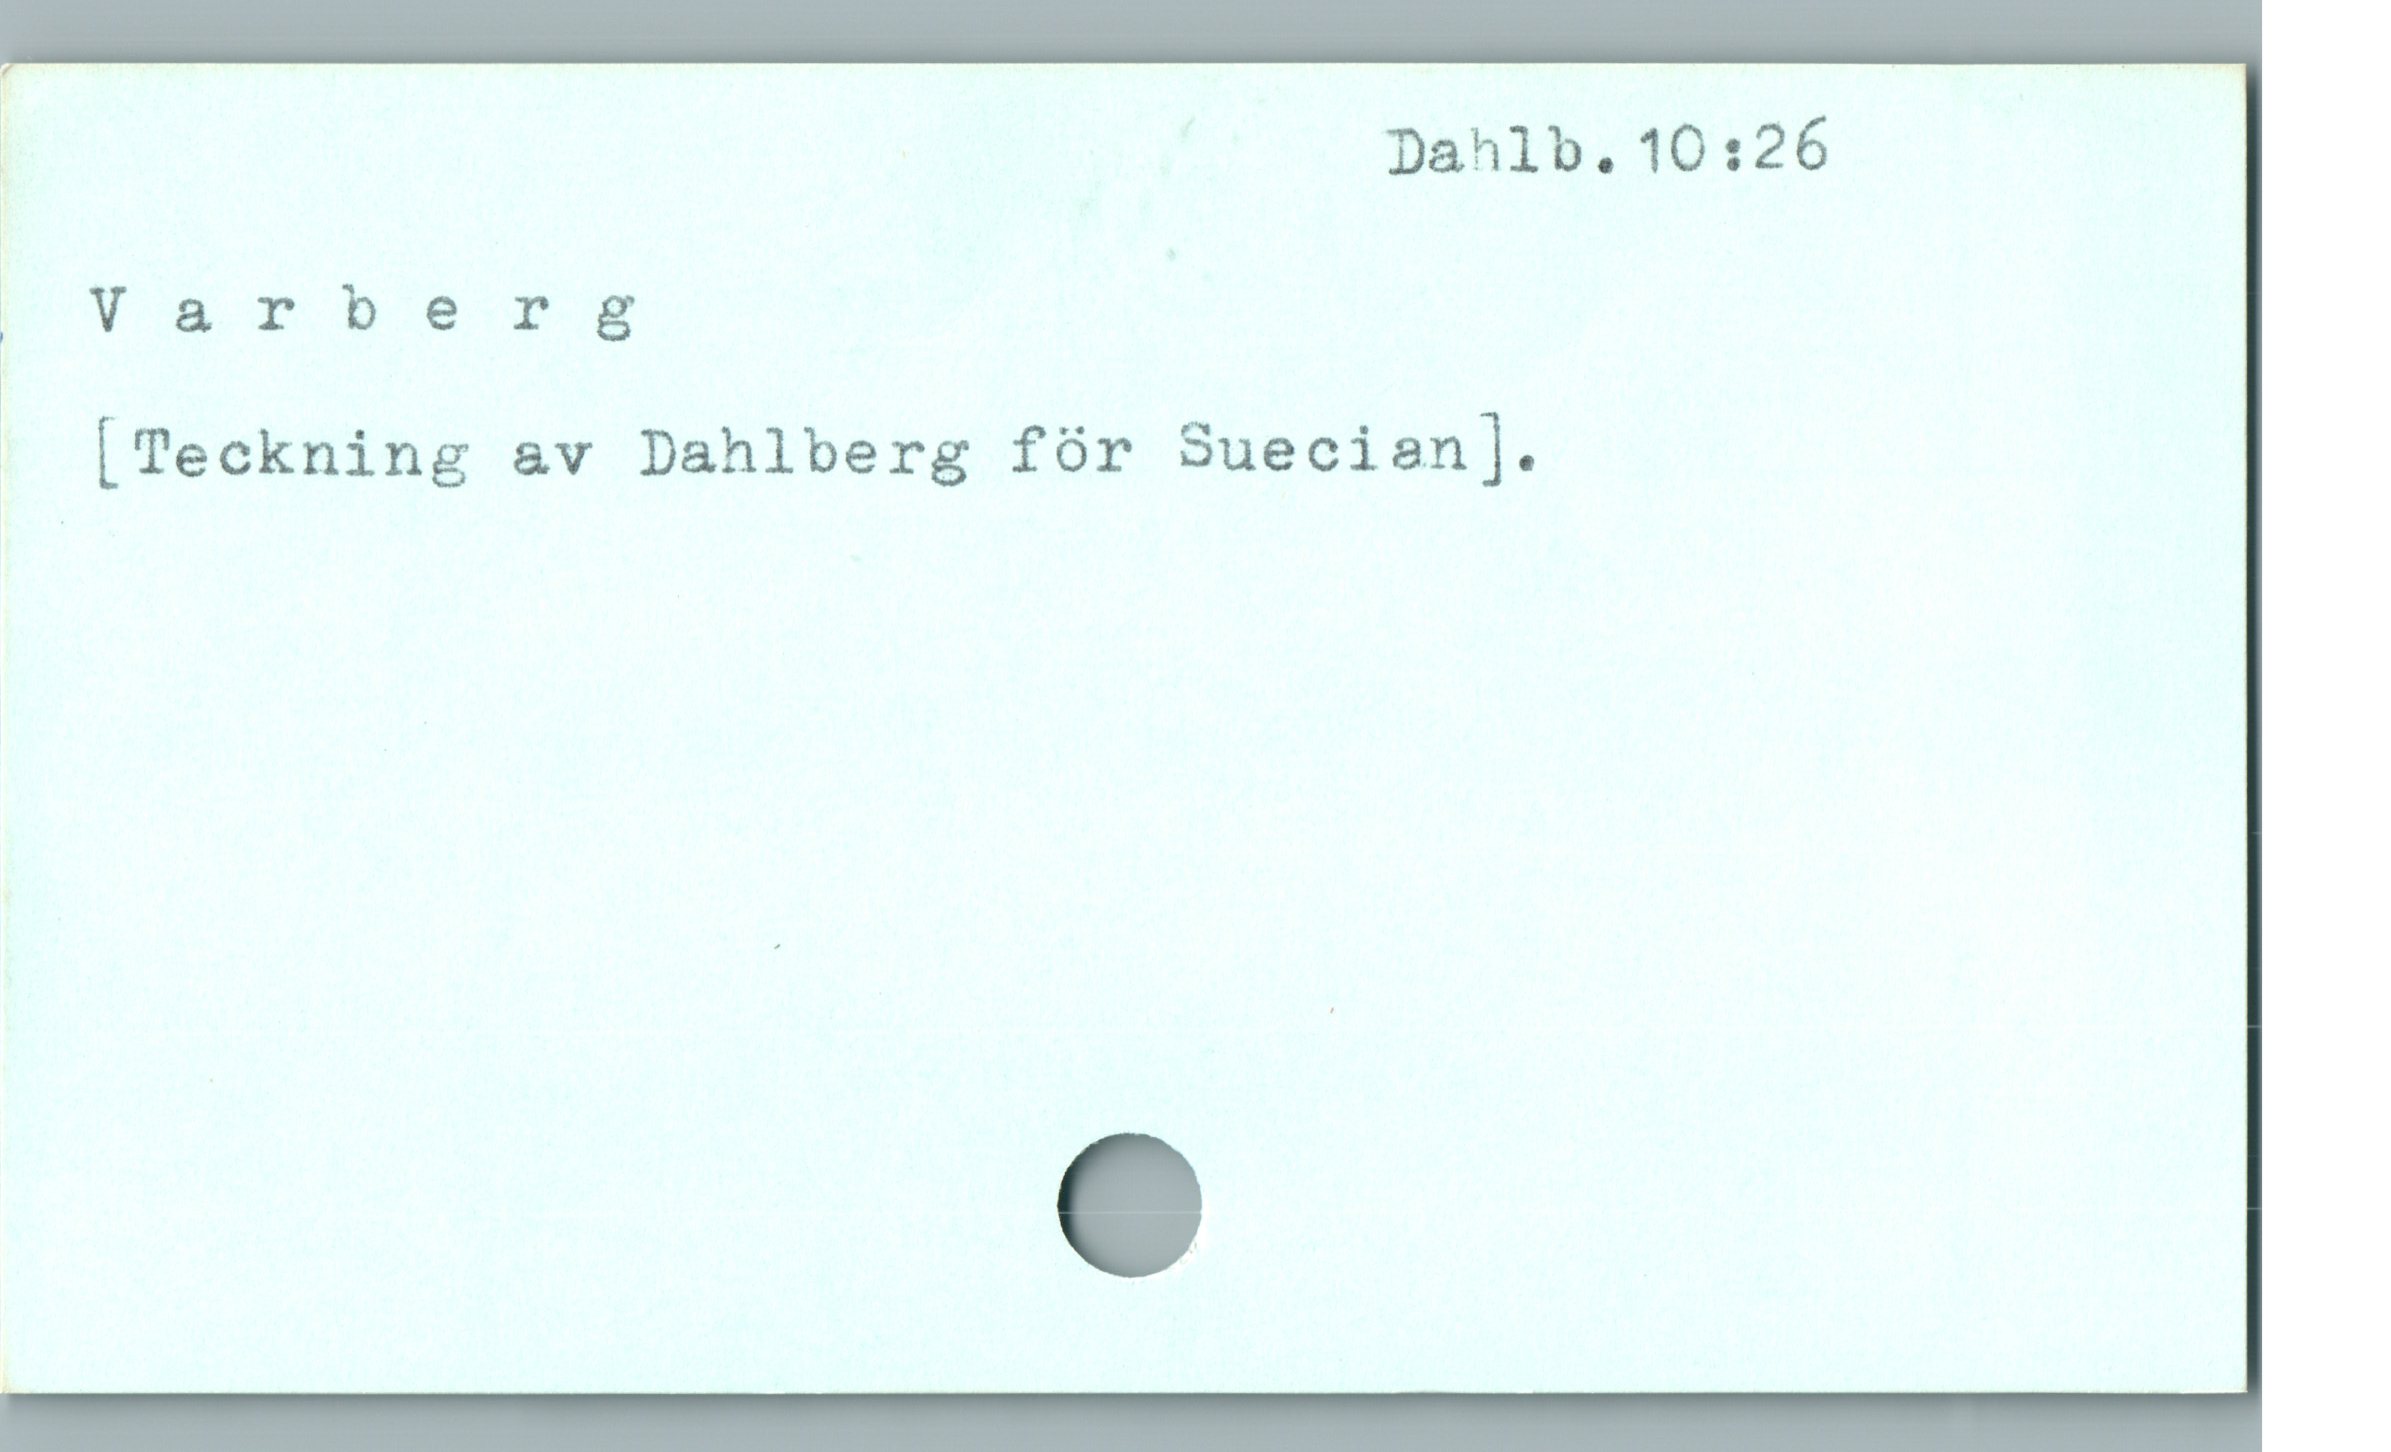 Dahlb. 10:26
V a r b e r g
[Teckning av Dahlberg för Suecian].